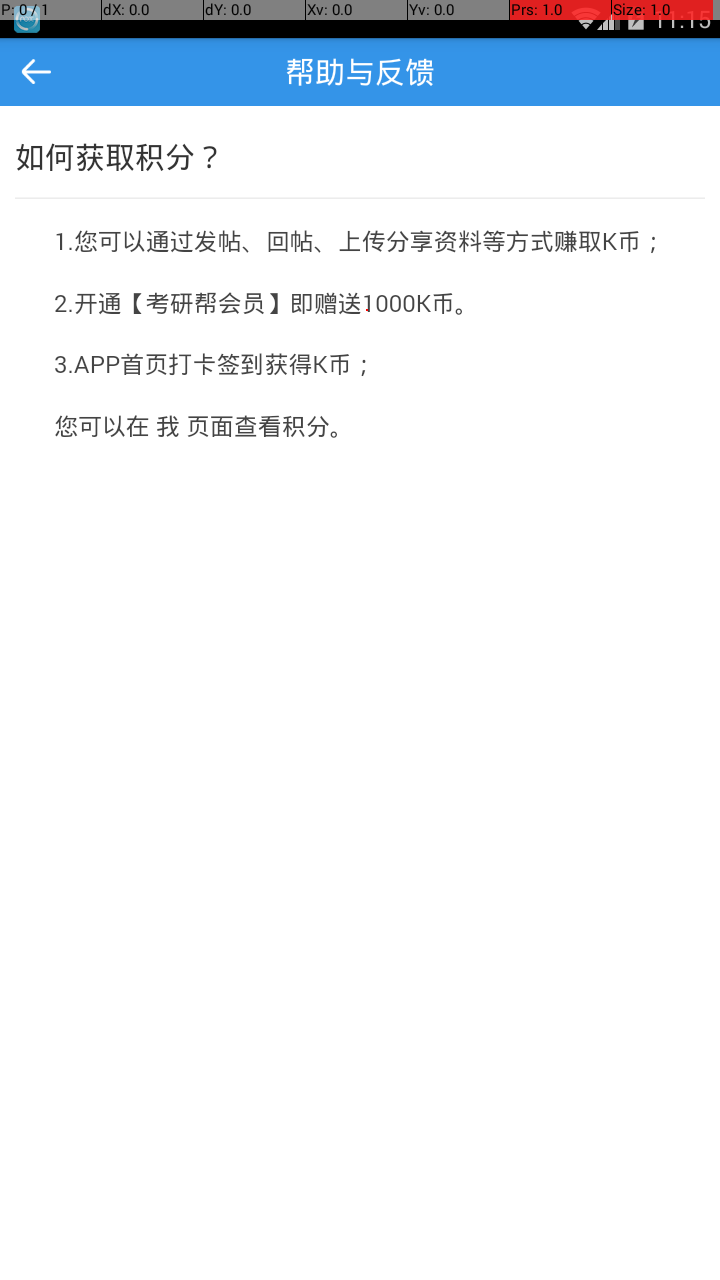 P: 0 / 1 dX: 0.0 dY: 0.0 Xv: 0.0 Yv: 0.0 Prs: 1.0 Size: 1.0
11:15
帮助与反馈
如何获取积分？
1.您可以通过发帖、回帖、上传分享资料等方式赚取K币；
2.开通【考研帮会员】即赠送1000K币。
3.APP首页打卡签到获得K币；
您可以在 我 页面查看积分。